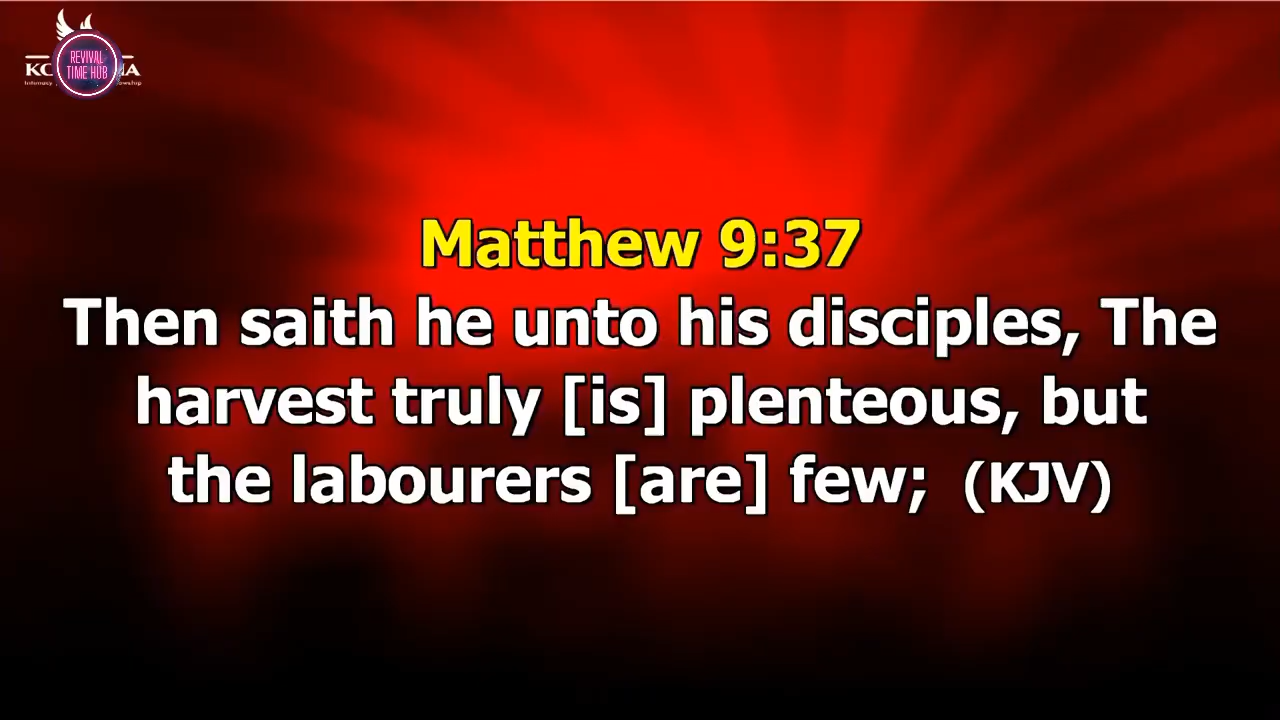 REVIVAL
TIME HUB
Matthew 9:37
Then saith he unto his disciples, The
harvest truly [is] plenteous, but
the labourers [are] few; (KJV)